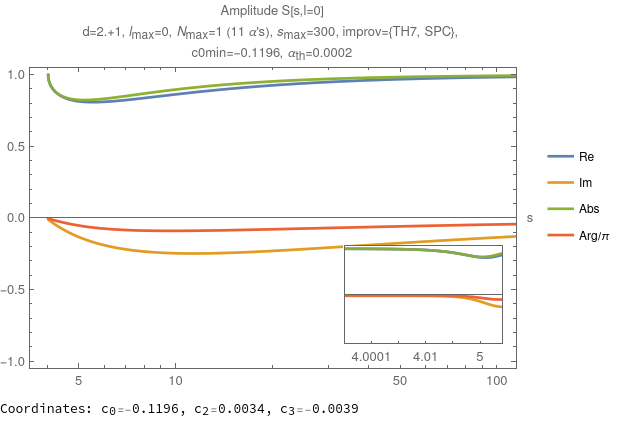 Amplitude S[s,l=0]
d=2.+1, lmax=0, Nmax=1 (11 α's), smax=300, improv={TH7, SPC},
c0min=−0.1196, αth=0.0002
1.0
0.5
0.0
−0.5
−1.0
s
5
10
50
100
4.0001
4.01
5
Re
Im
Abs
Arg/π
Coordinates: c0=−0.1196, c2=0.0034, c3=−0.0039